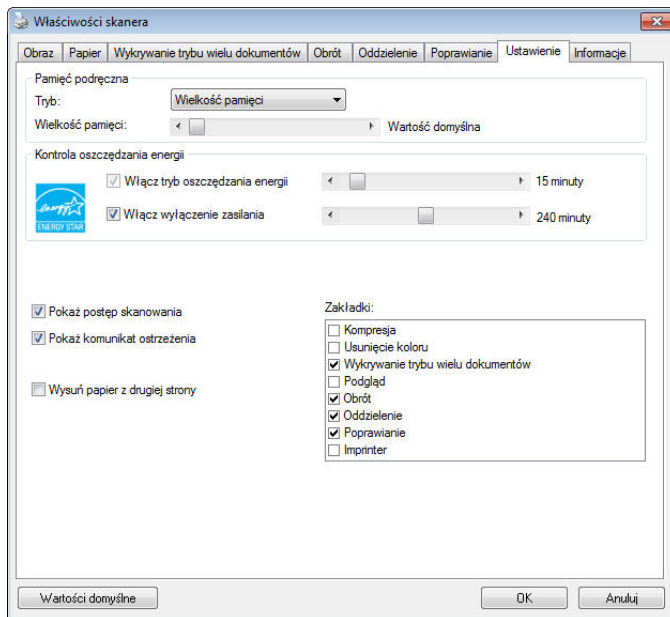 Właściwości skanera
Obraz Papier Wykrywanie trybu wielu dokumentów Obrót Oddzielenie Poprawianie Ustawienie Informacje
Pamięć podręczna
Tryb: Wielkość pamięci
Wielkość pamięci: Wartość domyślna
Kontrola oszczędzania energii
Włącz tryb oszczędzania energii 15 minuty
energy
ENERGY STAR
Włącz wyłączenie zasilania 240 minuty
Pokaż postęp skanowania
Pokaż komunikat ostrzeżenia
Wysuń papier z drugiej strony
Zakładki:
Kompresja
Usunięcie koloru
Wykrywanie trybu wielu dokumentów
Podgląd
Obrót
Oddzielenie
Poprawianie
Imprinter
Wartości domyślne OK Anuluj